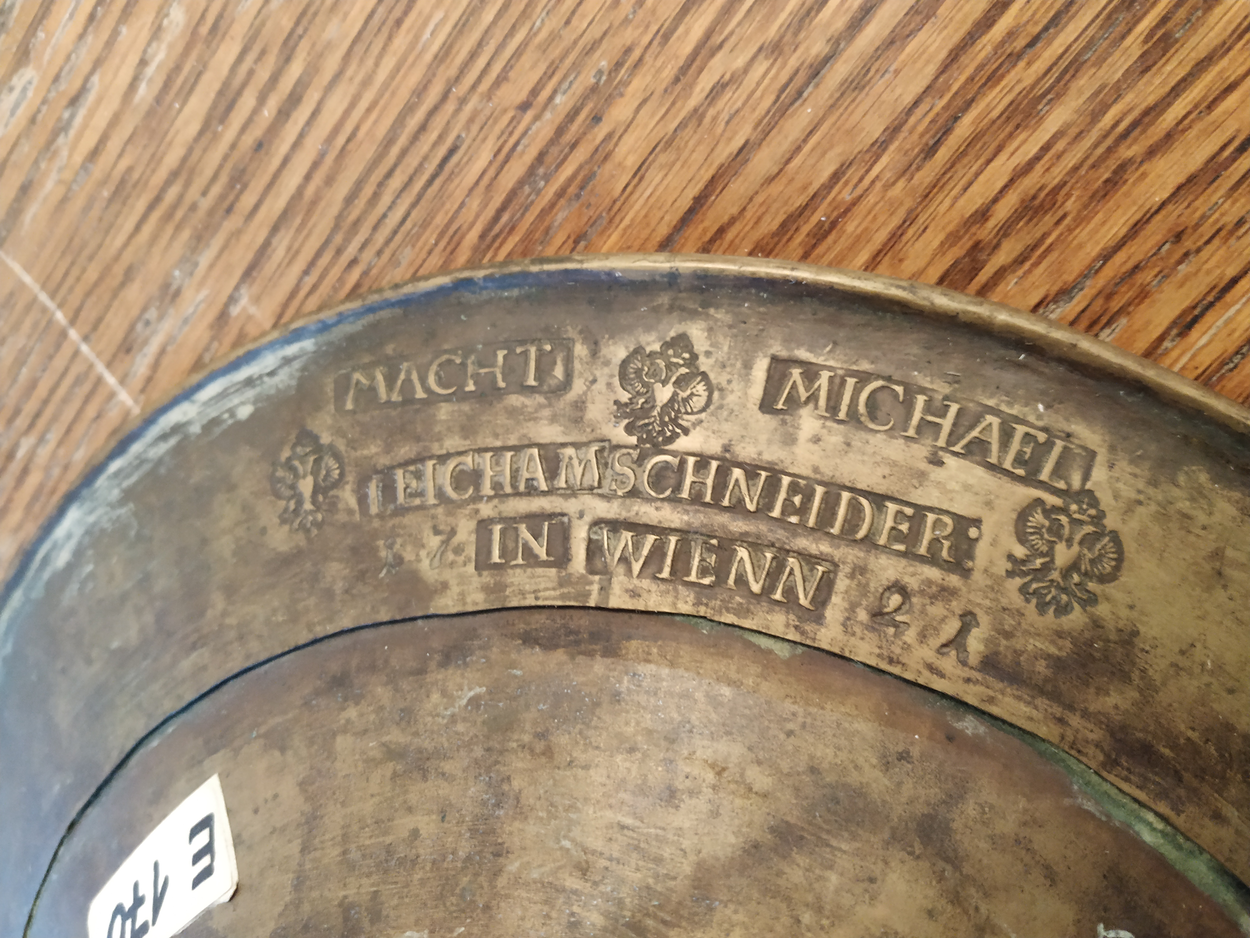 MACHT MICHAEL
LEICHAMSCHNEIDER.
17 IN WIENN 21
E 170